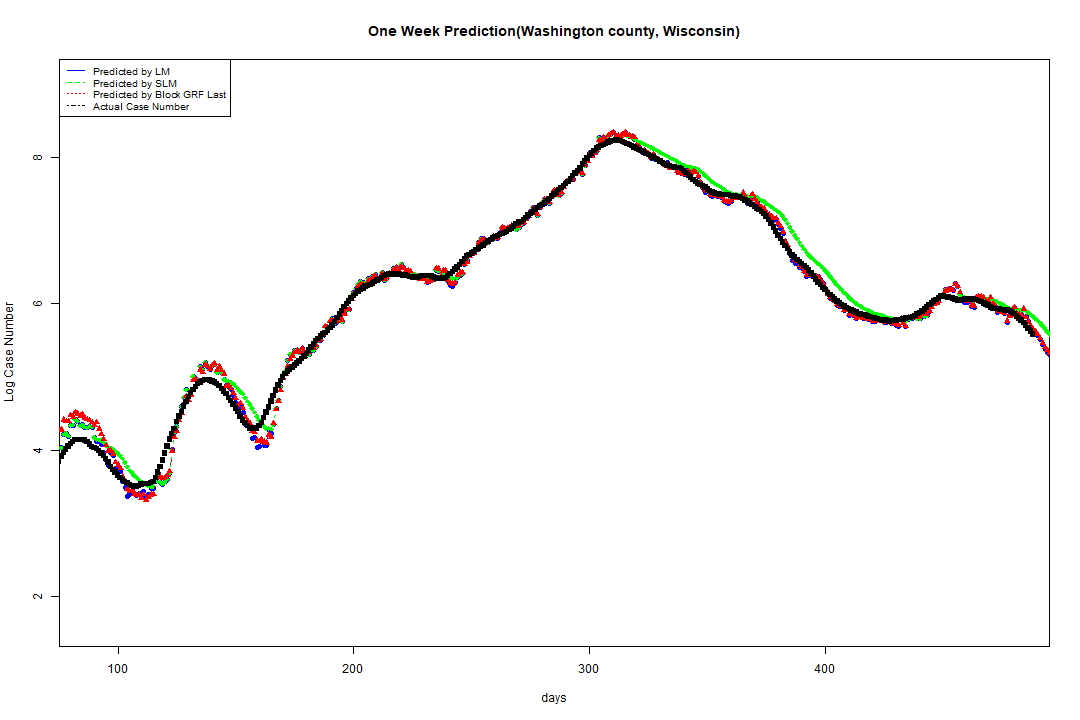 One Week Prediction(Washington county, Wisconsin)
Predicted by LM
Predicted by SLM
Predicted by Block GRF Last
Actual Case Number
8
6
4
2
Log Case Number
100 200 300 400
days